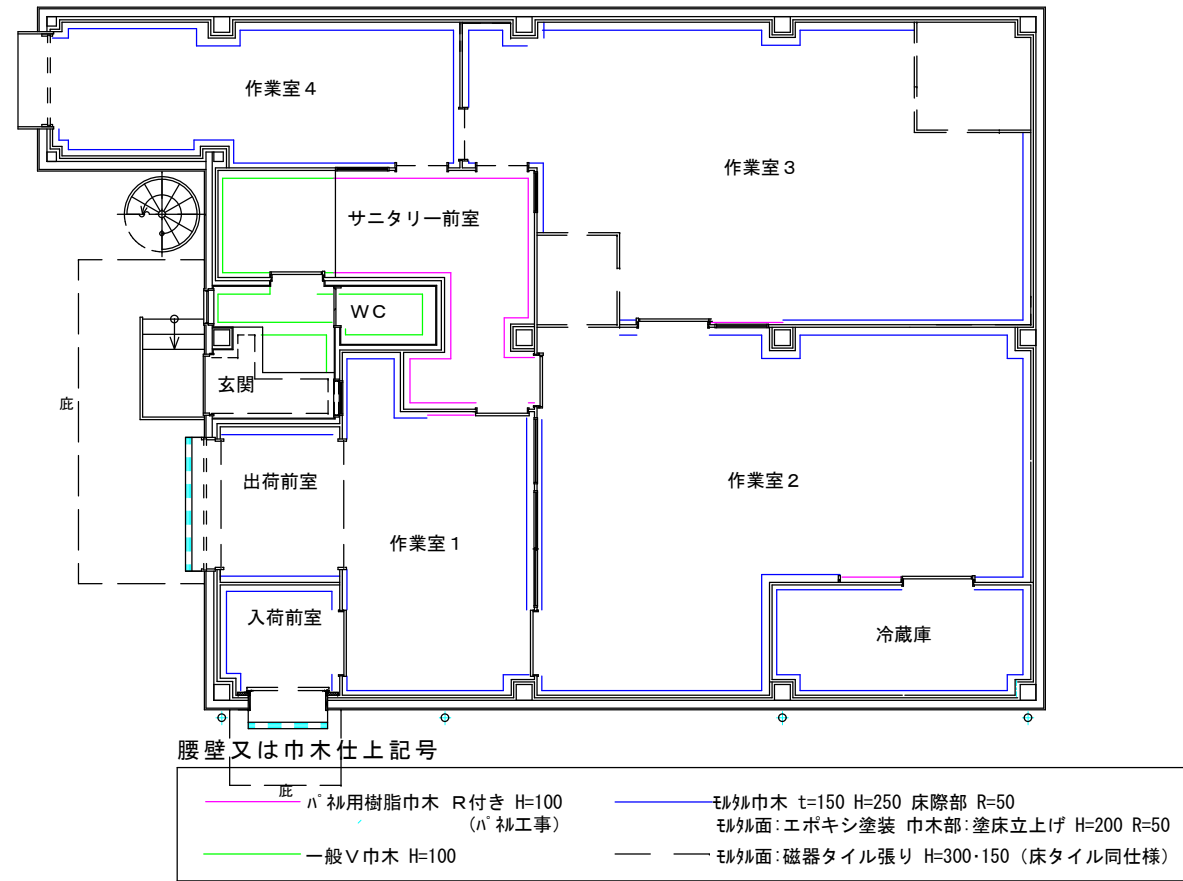 作業室4
作業室3
サニタリー前室
WC
玄関
庇
作業室2
出荷前室
作業室1
入荷前室
冷蔵庫
庇
腰壁又は巾木仕上記号
パネル用樹脂巾木 R付き H=100
(パネル工事)
一般V巾木 H=100
モルタル巾木 t=150 H=250 床際部 R=50
モルタル面:エポキシ塗装 巾木部:塗床立上げ H=200 R=50
モルタル面:磁器タイル張り H=300・150 (床タイル同仕様)